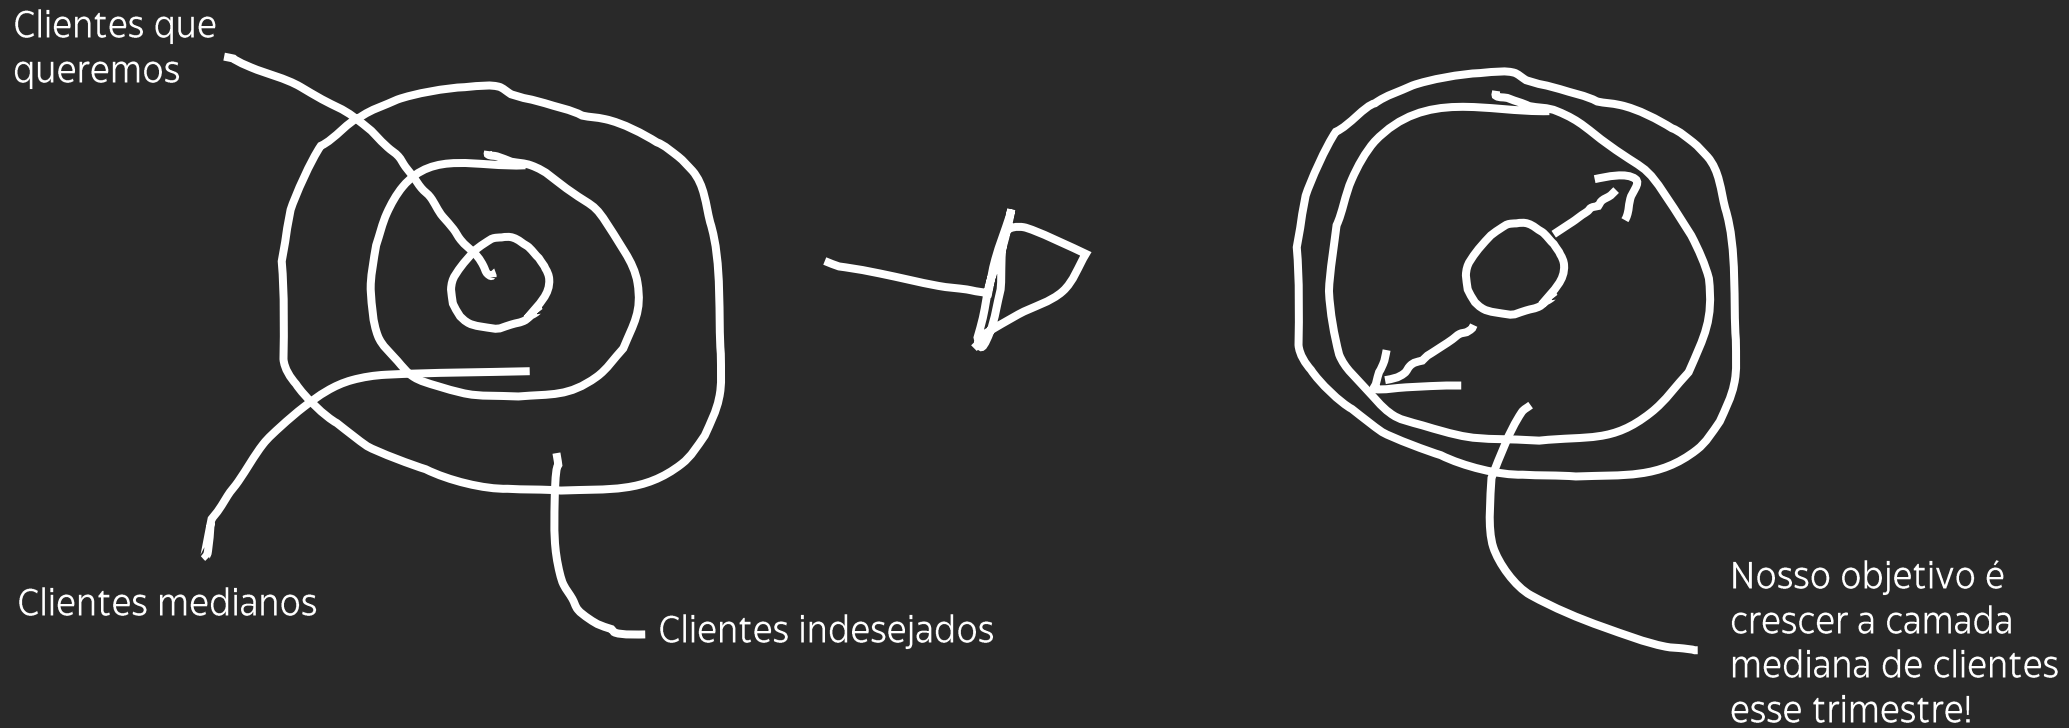 Clientes que
queremos
Clientes medianos
Clientes indesejados
Nosso objetivo é
crescer a camada
mediana de clientes
esse trimestre!